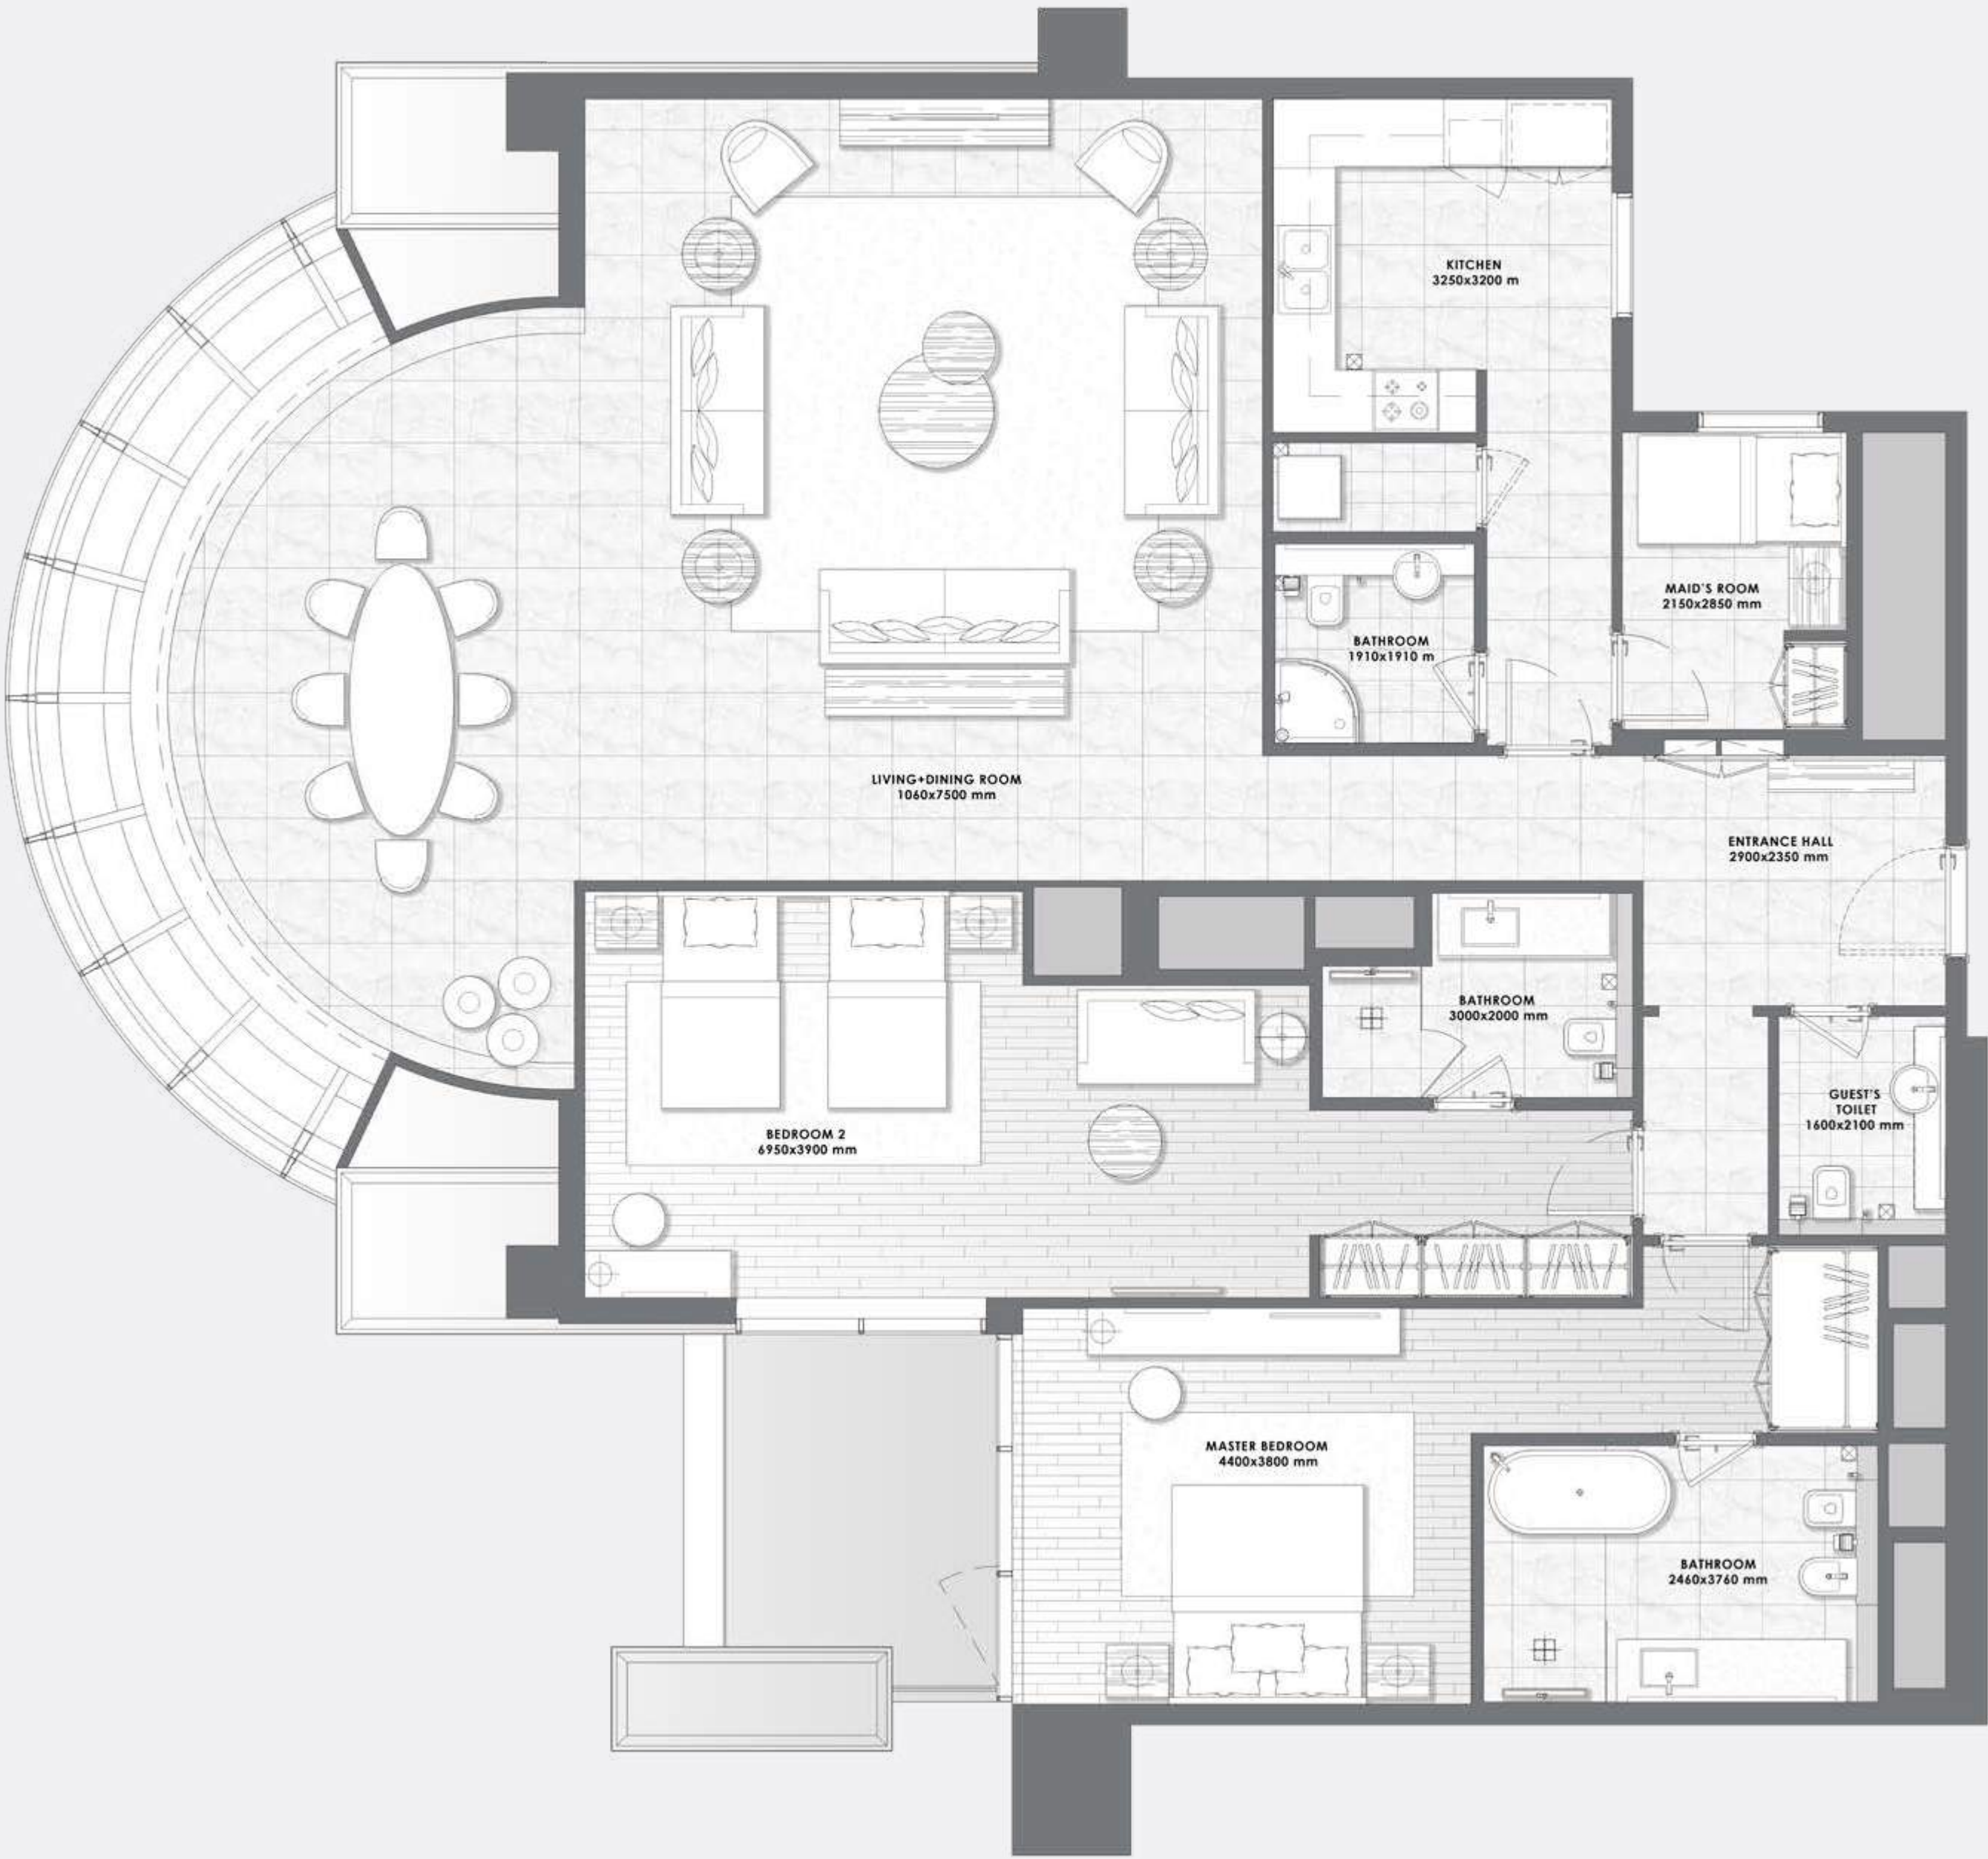 KITCHEN
3250x3200 m
MAID'S ROOM
2150x2850 mm
BATHROOM
1910x1910 m
LIVING+DINING ROOM
1060x7500 mm
ENTRANCE HALL
2900x2350 mm
BATHROOM
3000x2000 mm
GUEST'S
TOILET
1600x2100 mm
BEDROOM 2
6950x3900 mm
MASTER BEDROOM
4400x3800 mm
BATHROOM
2460x3760 mm